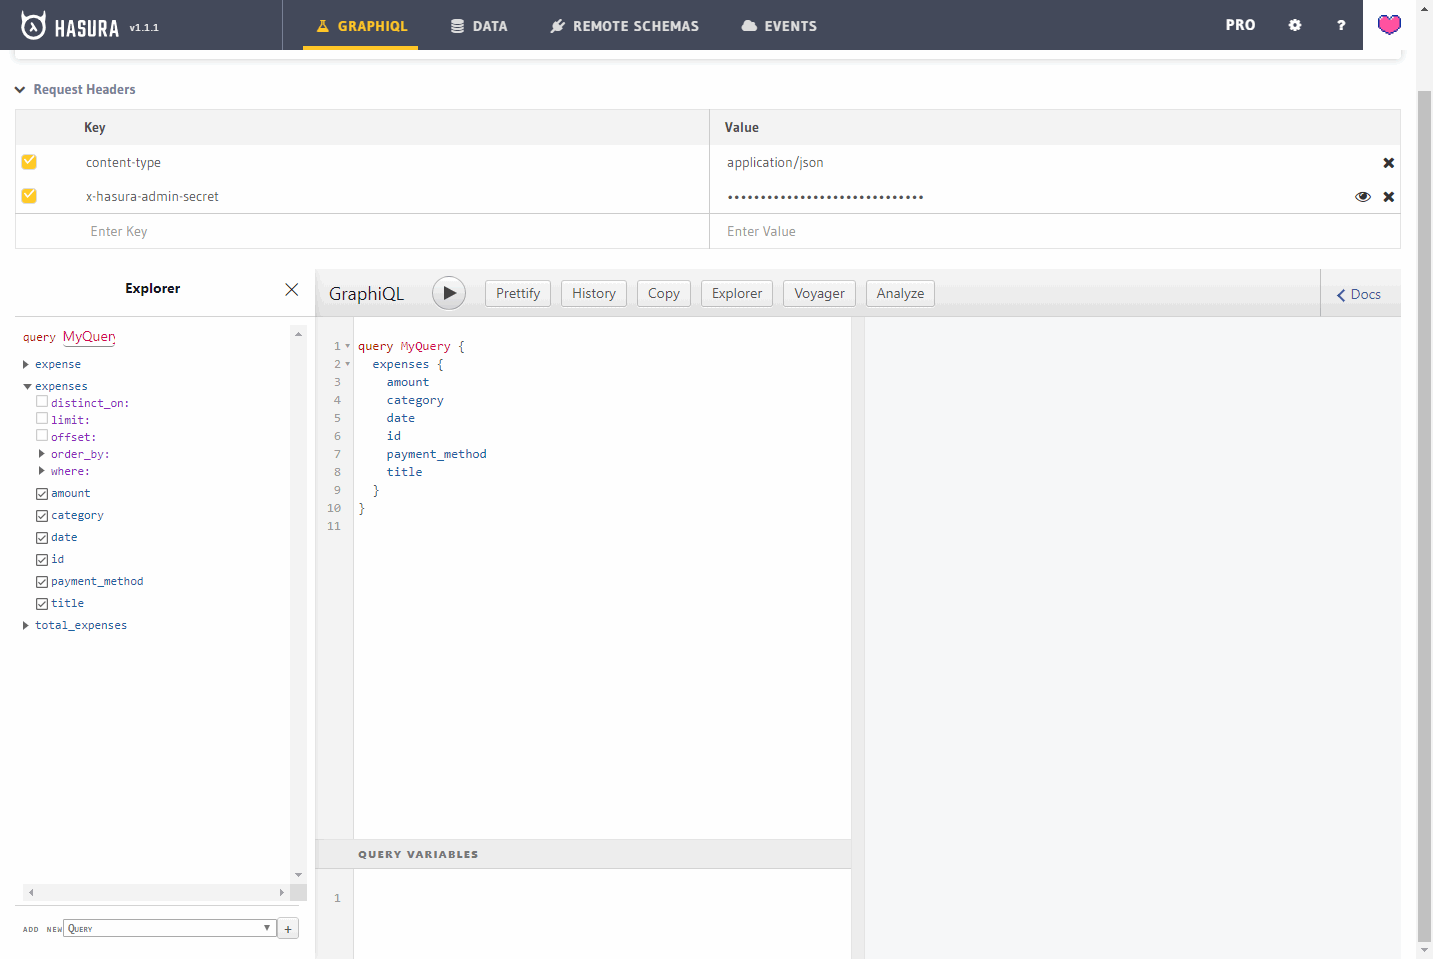 HASURA v1.1.1 GRAPHIQL DATA REMOTE SCHEMAS EVENTS PRO ?
Request Headers
Key Value
content-type application/json
x-hasura-admin-secret ••••••••••••••••••••••••••••••
Enter Key Enter Value
Explorer
GraphiQL Prettify History Copy Explorer Voyager Analyze Docs
query MyQuery
expense
expenses
distinct_on:
limit:
offset:
order_by:
where:
amount
category
date
id
payment_method
title
total_expenses
ADD NEW QUERY +
1 query MyQuery {
2 expenses {
3 amount
4 category
5 date
6 id
7 payment_method
8 title
9 }
10 }
11
QUERY VARIABLES
1